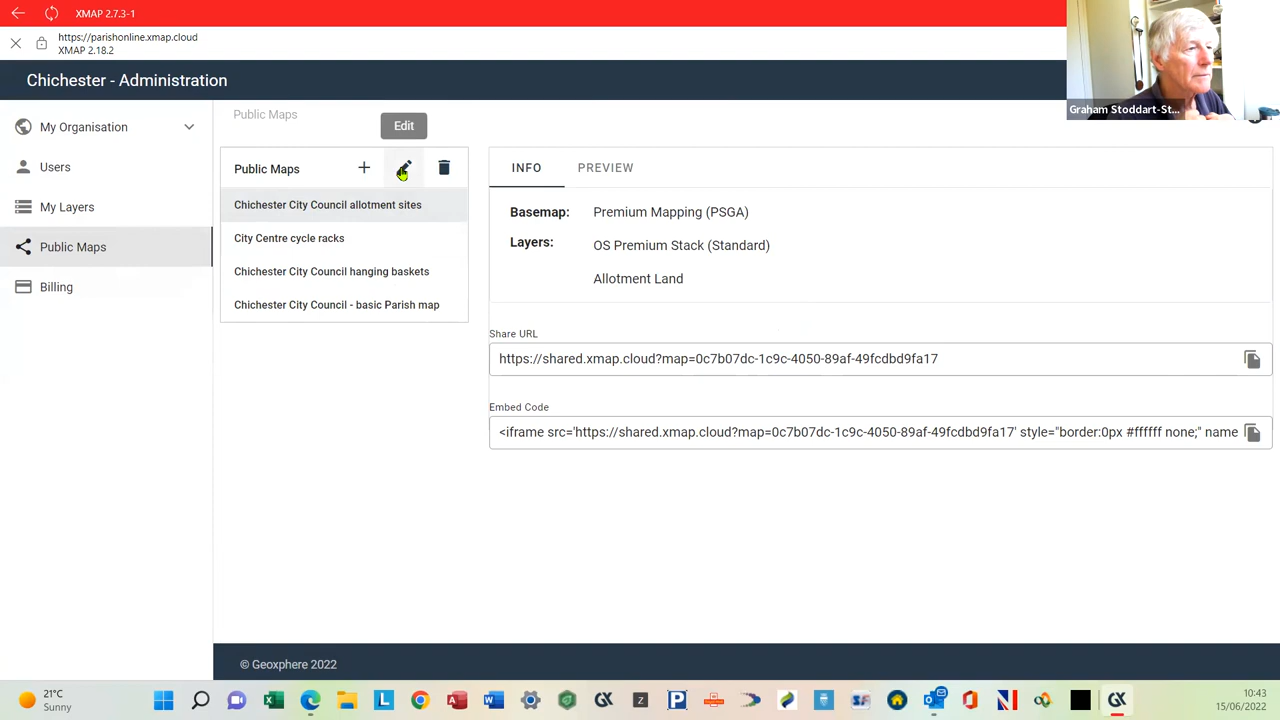 XMAP 2.7.3-1
https://parishonline.xmap.cloud
XMAP 2.18.2
Chichester - Administration
Graham Stoddart-St...
My Organisation
Users
My Layers
Public Maps
Billing
Public Maps
Edit
Public Maps
Chichester City Council allotment sites
City Centre cycle racks
Chichester City Council hanging baskets
Chichester City Council - basic Parish map
INFO
PREVIEW
Basemap: Premium Mapping (PSGA)
Layers: OS Premium Stack (Standard)
Allotment Land
Share URL
https://shared.xmap.cloud?map=0c7b07dc-1c9c-4050-89af-49fcdbd9fa17
Embed Code
<iframe src='https://shared.xmap.cloud?map=0c7b07dc-1c9c-4050-89af-49fcdbd9fa17' style="border:0px #ffffff none;" name
© Geoxphere 2022
21°C
Sunny
10:43
15/06/2022